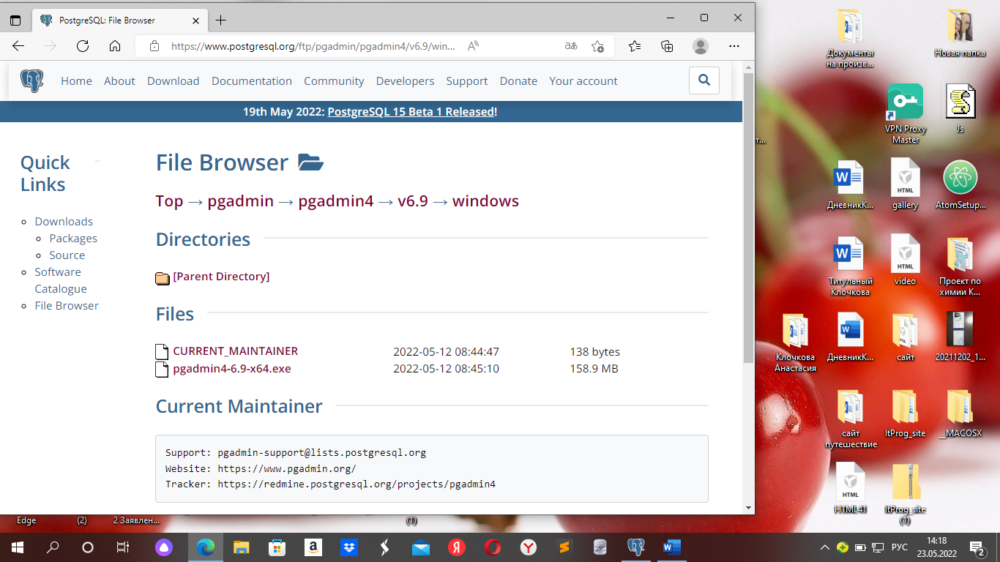 PostgreSQL: File Browser
https://www.postgresql.org/ftp/pgadmin/pgadmin4/v6.9/win...
Home About Download Documentation Community Developers Support Donate Your account
19th May 2022: PostgreSQL 15 Beta 1 Released!
Quick
Links
Downloads
Packages
Source
Software
Catalogue
File Browser
File Browser
Top → pgadmin → pgadmin4 → v6.9 → windows
Directories
[Parent Directory]
Files
CURRENT_MAINTAINER 2022-05-12 08:44:47 138 bytes
pgadmin4-6.9-x64.exe 2022-05-12 08:45:10 158.9 MB
Current Maintainer
Support: pgadmin-support@lists.postgresql.org
Website: https://www.pgadmin.org/
Tracker: https://redmine.postgresql.org/projects/pgadmin4
Документы
на произв...
Новая папка
VPN Proxy
Master
Js
ДневникК...
HTML
gallery
AtomSetup...
Титульный
Клочкова
HTML
video
Проект по
химии К...
Клочкова
Анастасия
ДневникК...
сайт
20211202_1...
сайт
путешествие
ItProg_site
__MACOSX
HTML
HTML41
ItProg_site
(1)
Edge
(2)
2 Заявлен...
(1)
РУС
14:18
23.05.2022
2